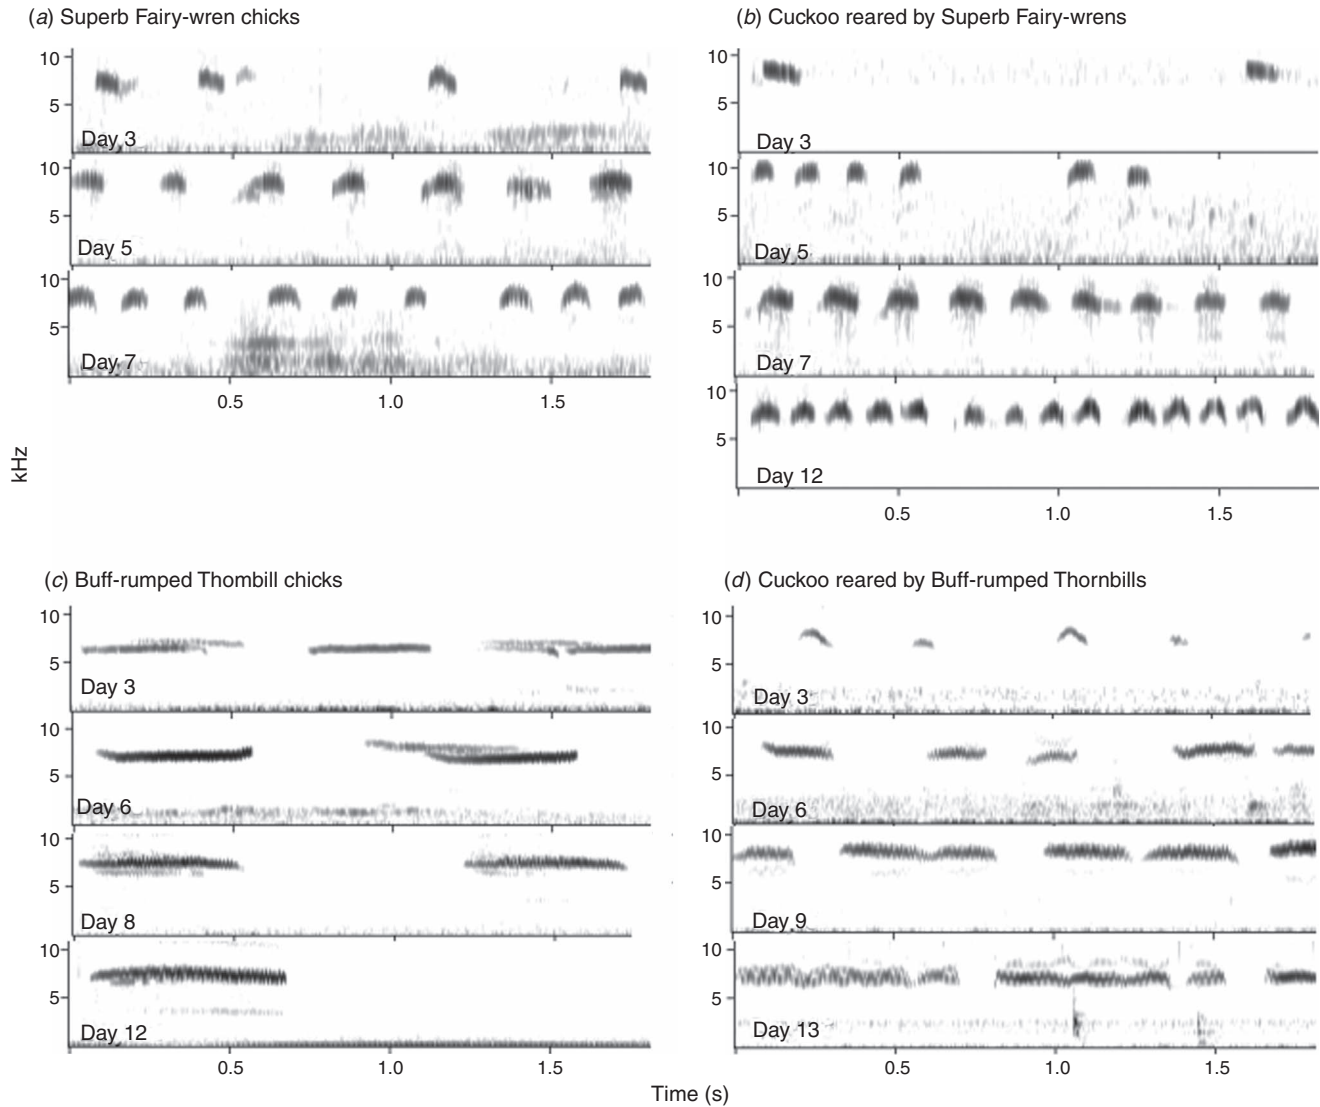 (a) Superb Fairy-wren chicks
10
5
Day 3
10
5
Day 5
10
5
Day 7
0.5 1.0 1.5
(b) Cuckoo reared by Superb Fairy-wrens
10
5
Day 3
10
5
Day 5
10
5
Day 7
10
5
Day 12
0.5 1.0 1.5
kHz
(c) Buff-rumped Thombill chicks
10
5
Day 3
10
5
Day 6
10
5
Day 8
10
5
Day 12
0.5 1.0 1.5
(d) Cuckoo reared by Buff-rumped Thornbills
10
5
Day 3
10
5
Day 6
10
5
Day 9
10
5
Day 13
0.5 1.0 1.5
Time (s)